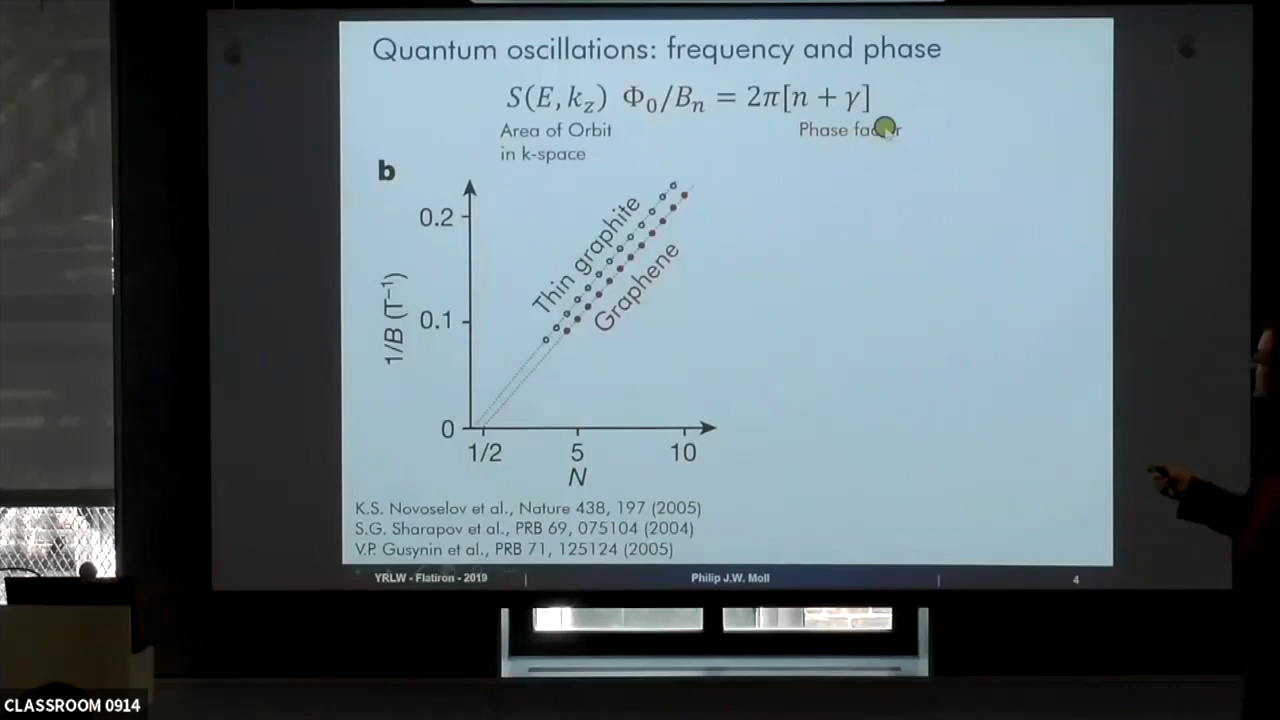 Quantum oscillations: frequency and phase
S(E, k_z) Φ_0/B_n = 2π[n + γ]
Area of Orbit
in k-space
Phase factor
b
0.2
0.1
0
1/B (T⁻¹)
Thin graphite
Graphene
1/2 5 10
N
K.S. Novoselov et al., Nature 438, 197 (2005)
S.G. Sharapov et al., PRB 69, 075104 (2004)
V.P. Gusynin et al., PRB 71, 125124 (2005)
YRLW - Flatiron - 2019 | Philip J.W. Moll | 4
CLASSROOM 0914